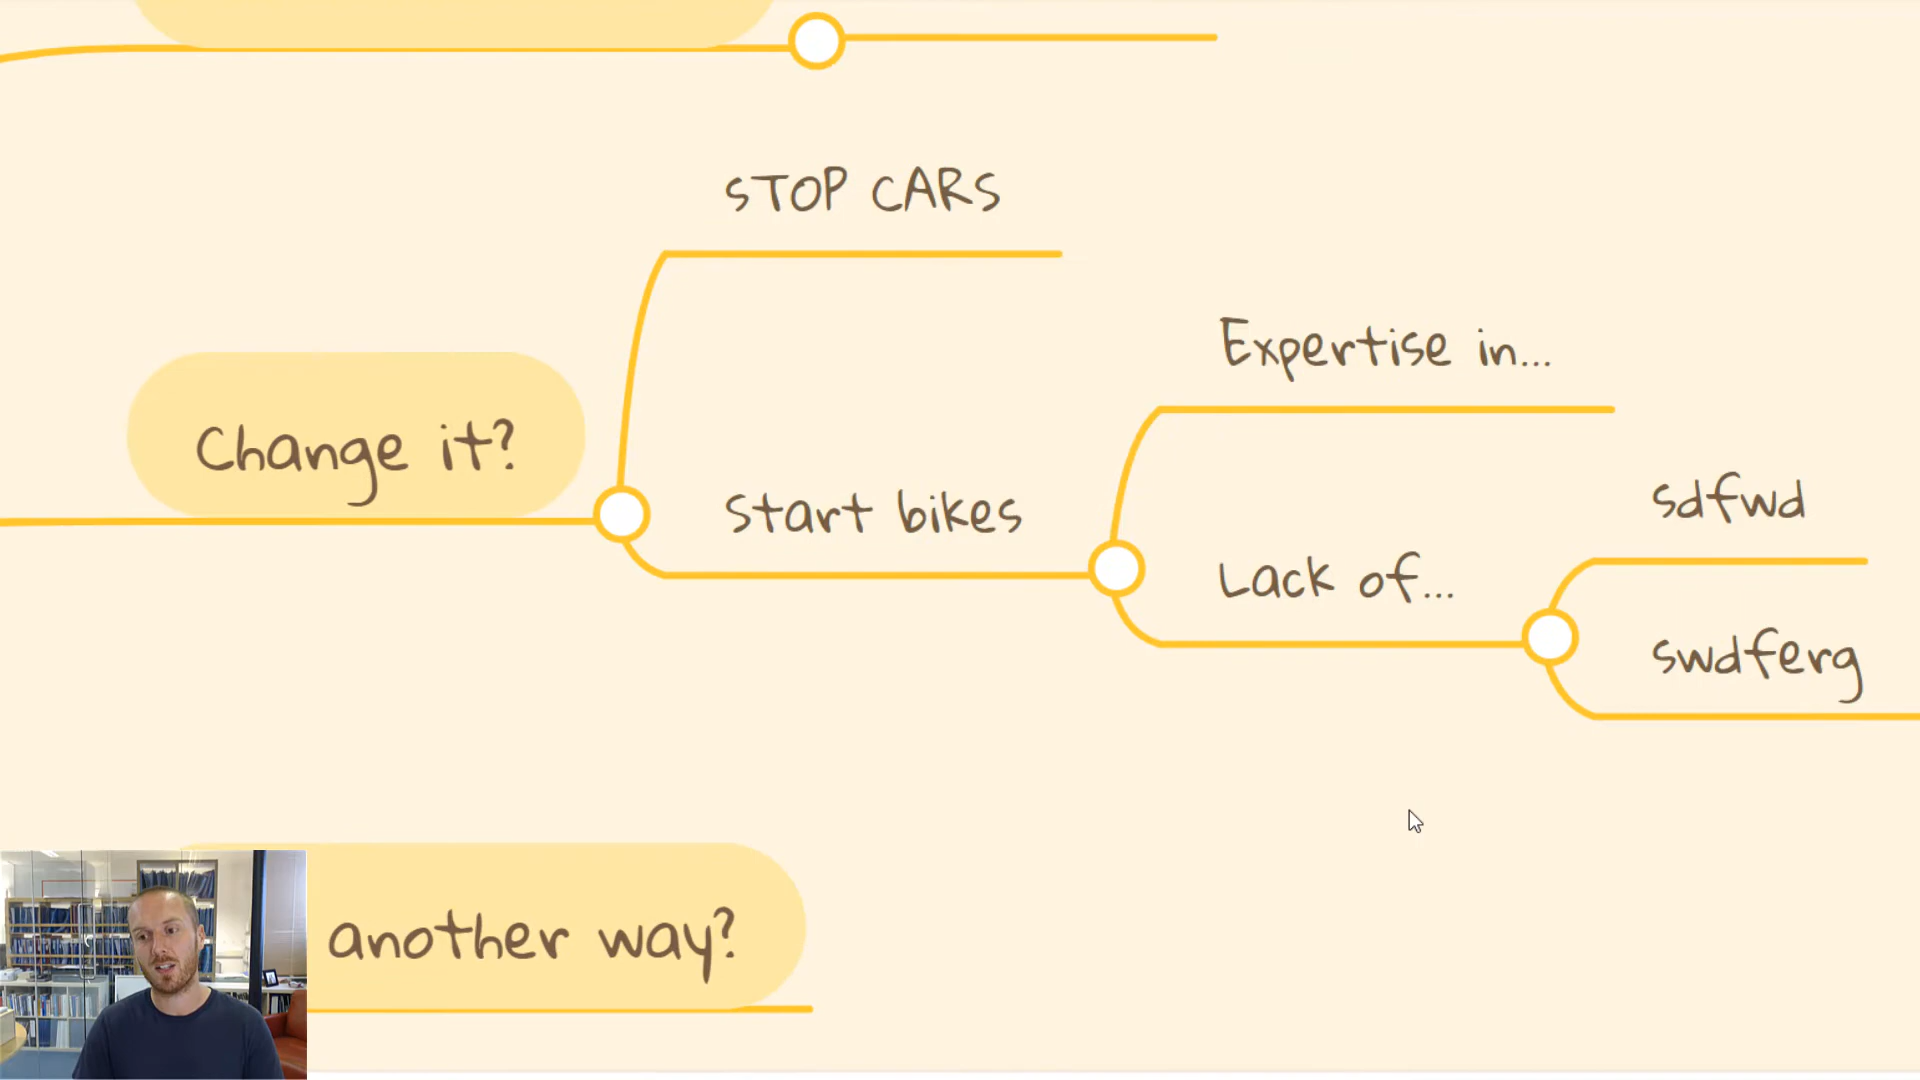 STOP CARS
Expertise in...
Change it?
Start bikes
sdfwd
Lack of...
swdferg
another way?